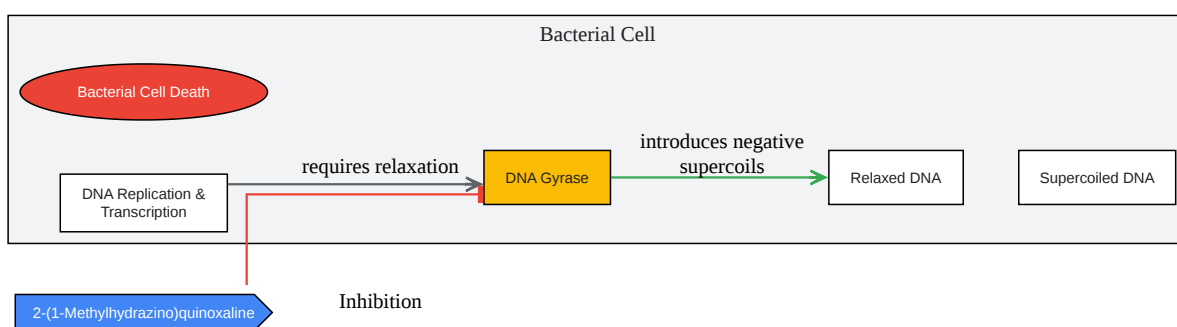 Bacterial Cell
Bacterial Cell Death
introduces negative
supercoils
requires relaxation
DNA Gyrase
Relaxed DNA
Supercoiled DNA
DNA Replication &
Transcription
Inhibition
2-(1-Methylhydrazino)quinoxaline